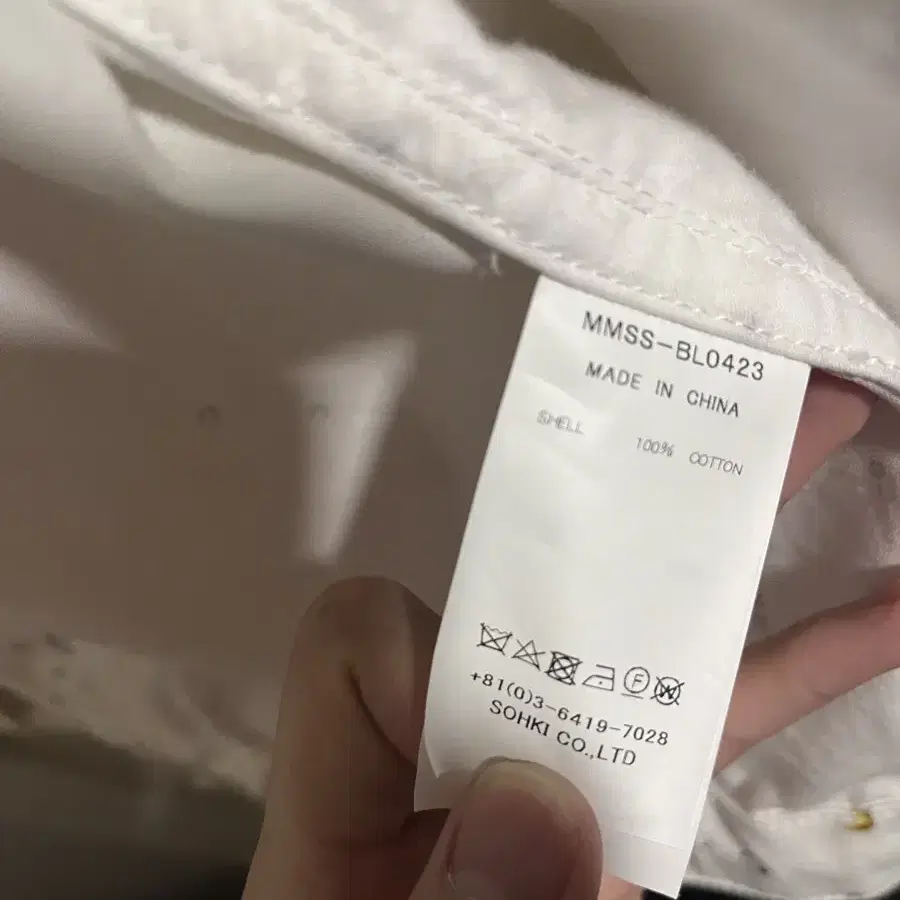 MMSS-BL0423
MADE IN CHINA
SHELL 100% COTTON
F W
+81(0)3-6419-7028
SOHKI CO.,LTD